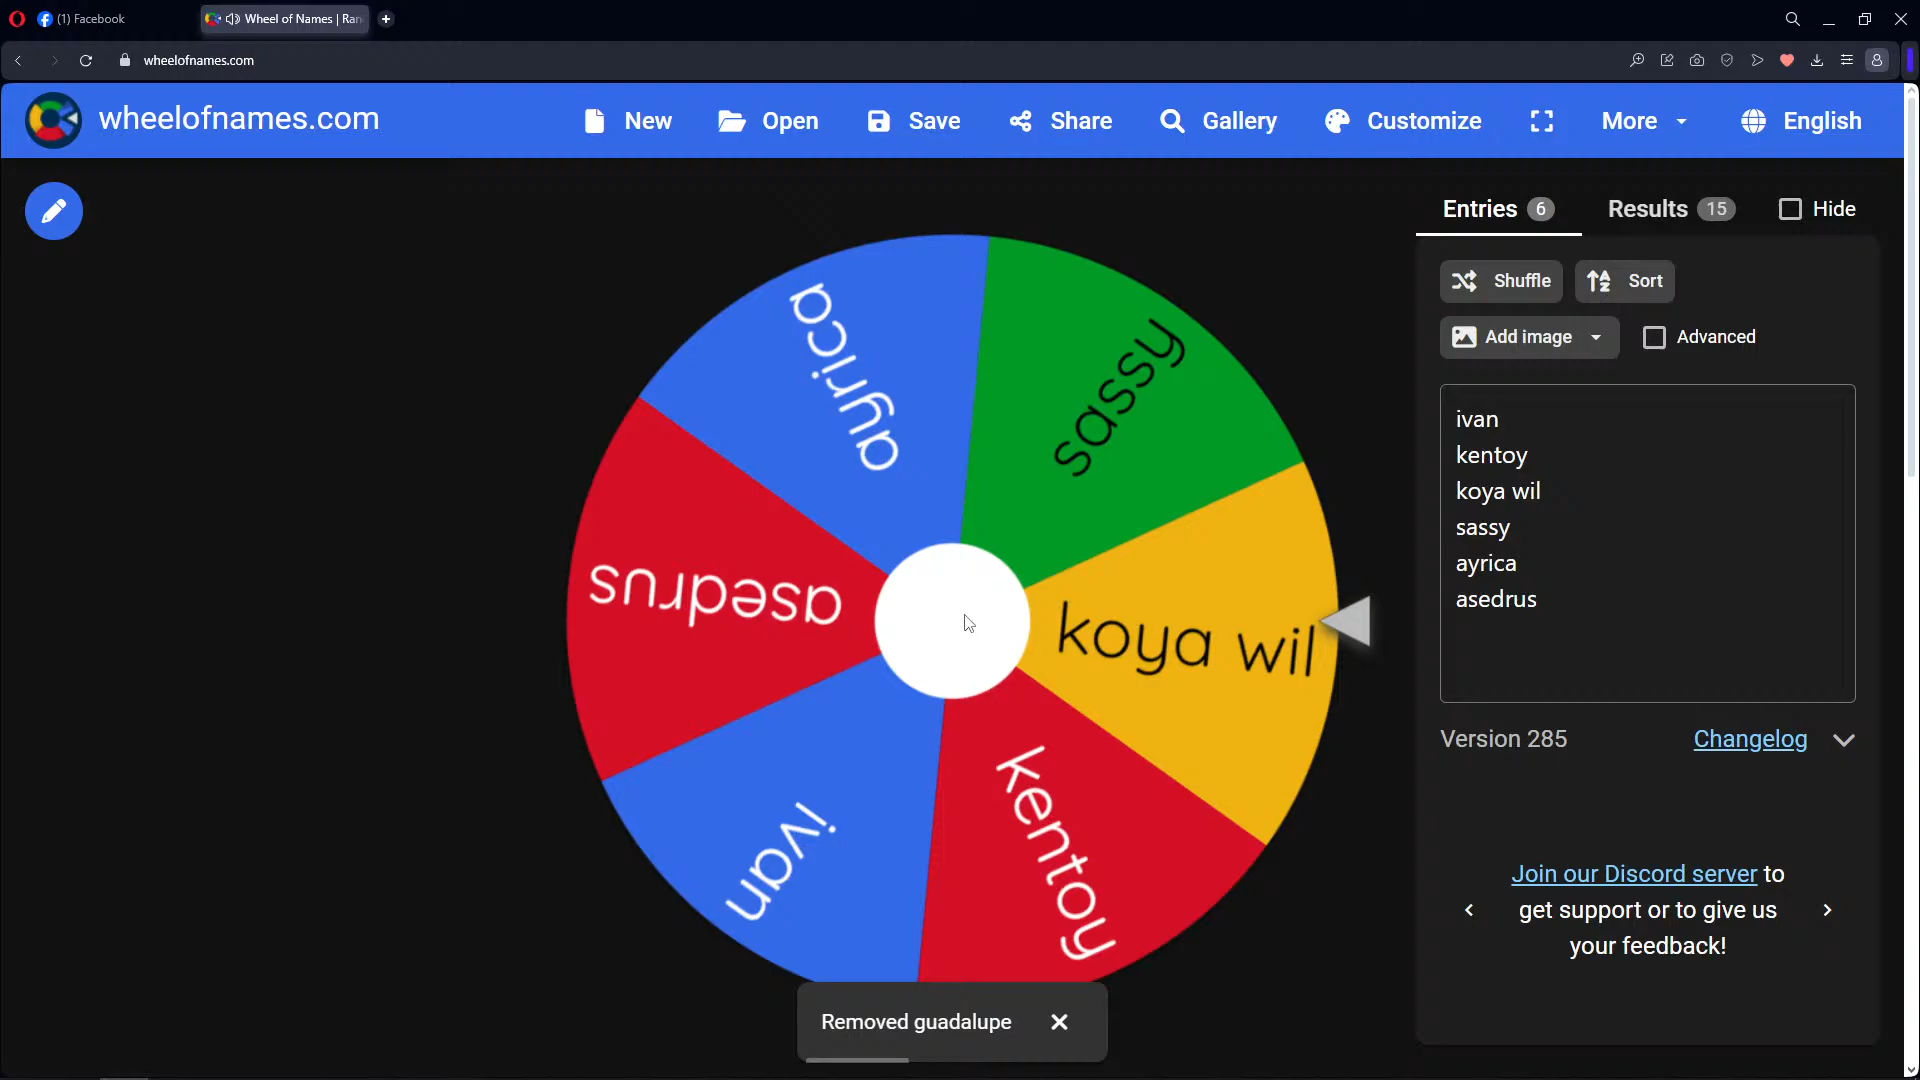 (1) Facebook
Wheel of Names | Ran
wheelofnames.com
wheelofnames.com
New
Open
Save
Share
Gallery
Customize
More
English
Entries 6
Results 15
Hide
Shuffle
Sort
Add image
Advanced
ivan
kentoy
koya wil
sassy
ayrica
asedrus
Version 285
Changelog
Join our Discord server to
get support or to give us
your feedback!
ayrica
sassy
koya wil
kentoy
ivan
asedrus
Removed guadalupe